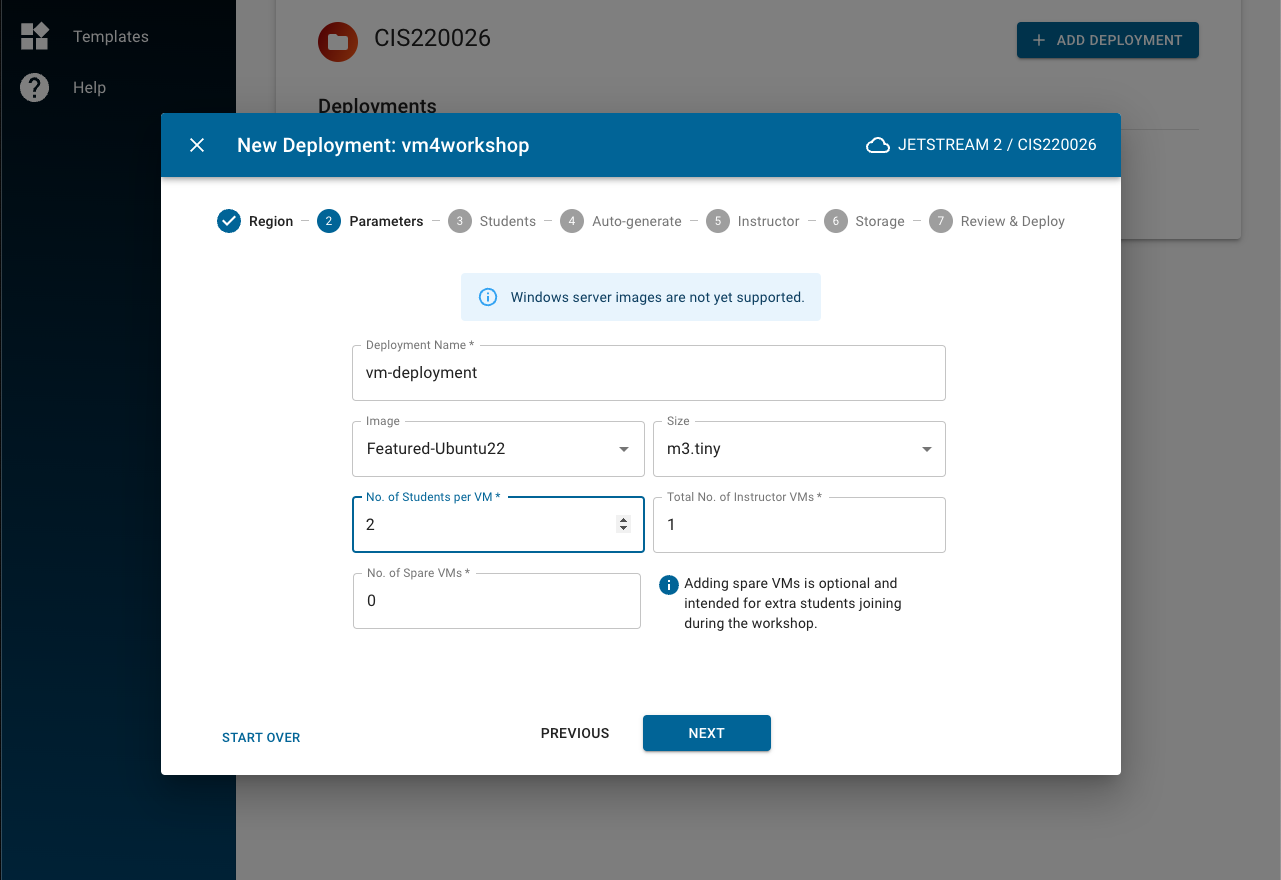 Templates
Help
CIS220026
ADD DEPLOYMENT
Deployments
New Deployment: vm4workshop
JETSTREAM 2 / CIS220026
Region
2 Parameters
3 Students
4 Auto-generate
5 Instructor
6 Storage
7 Review & Deploy
Windows server images are not yet supported.
Deployment Name *
vm-deployment
Image
Featured-Ubuntu22
Size
m3.tiny
No. of Students per VM *
2
Total No. of Instructor VMs *
1
No. of Spare VMs *
0
Adding spare VMs is optional and
intended for extra students joining
during the workshop.
START OVER
PREVIOUS
NEXT